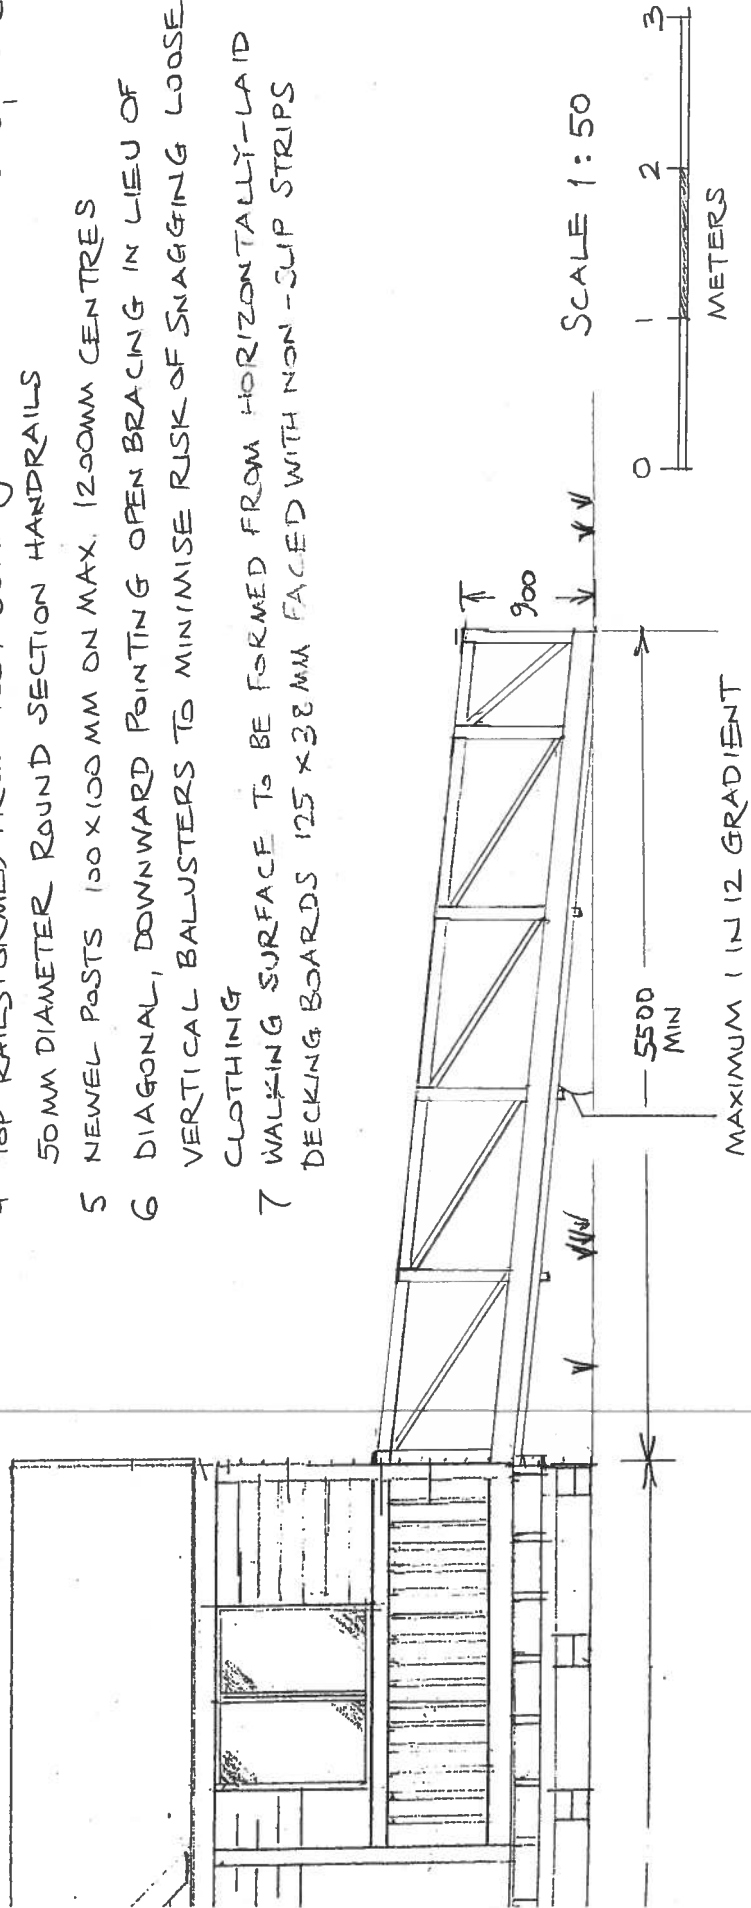 50MM DIAMETER ROUND SECTION HANDRAILS
5 NEWEL POSTS 100X100MM ON MAX. 1200MM CENTRES
6 DIAGONAL, DOWNWARD POINTING OPEN BRACING IN LIEU OF
VERTICAL BALUSTERS TO MINIMISE RISK OF SNAGGING LOOSE
CLOTHING
7 WALKING SURFACE TO BE FORMED FROM HORIZONTALLY-LAID
DECKING BOARDS 125 X 38 MM FACED WITH NON-SLIP STRIPS
900
5500
MIN
MAXIMUM 1 IN 12 GRADIENT
SCALE 1:50
0 1 2 3
METERS